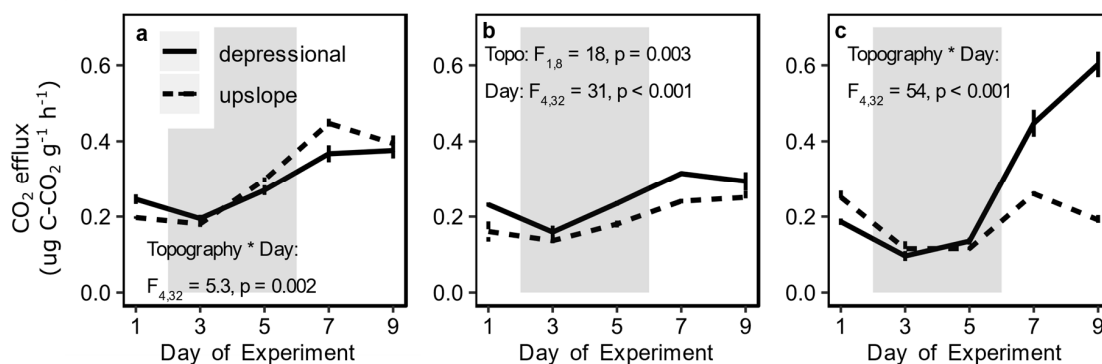 CO₂ efflux
(ug C-CO₂ g⁻¹ h⁻¹)
a
depressional
upslope
Topography * Day:
F₄,₃₂ = 5.3, p = 0.002
0.6
0.4
0.2
0.0
1 3 5 7 9
Day of Experiment
b
Topo: F₁,₈ = 18, p = 0.003
Day: F₄,₃₂ = 31, p < 0.001
0.6
0.4
0.2
0.0
1 3 5 7 9
Day of Experiment
c
Topography * Day:
F₄,₃₂ = 54, p < 0.001
0.6
0.4
0.2
0.0
1 3 5 7 9
Day of Experiment